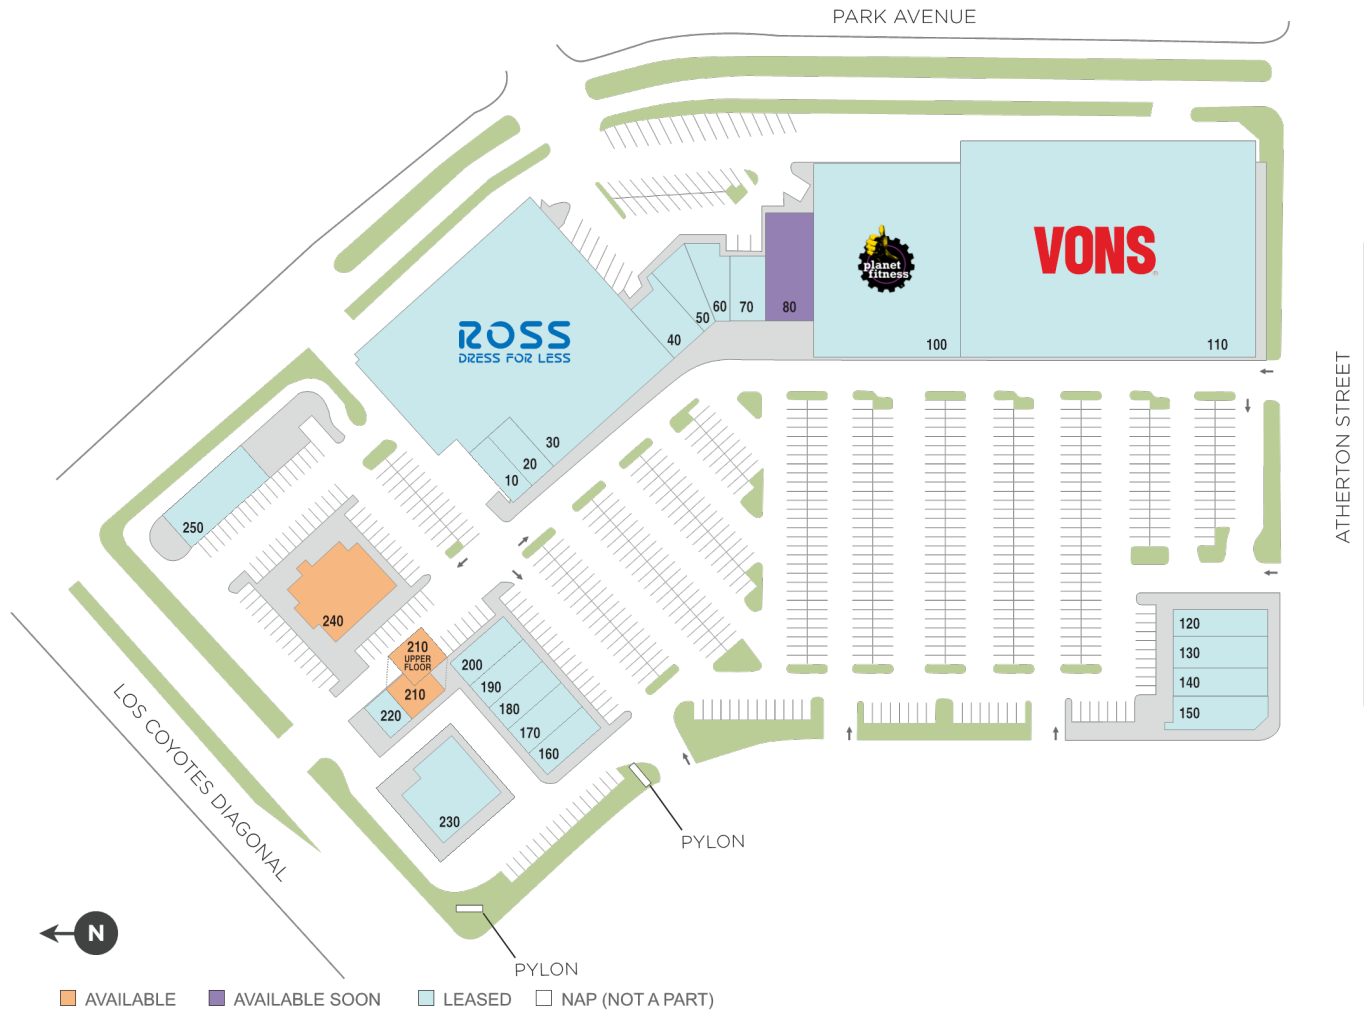 PARK AVENUE
VONS
planet
fitness
ROSS
DRESS FOR LESS
60
70
80
50
40
100
110
ATHERTON STREET
30
20
10
250
240
120
130
140
150
210
UPPER
FLOOR
210
220
200
190
180
170
160
230
LOS COYOTES DIAGONAL
PYLON
PYLON
N
AVAILABLE
AVAILABLE SOON
LEASED
NAP (NOT A PART)